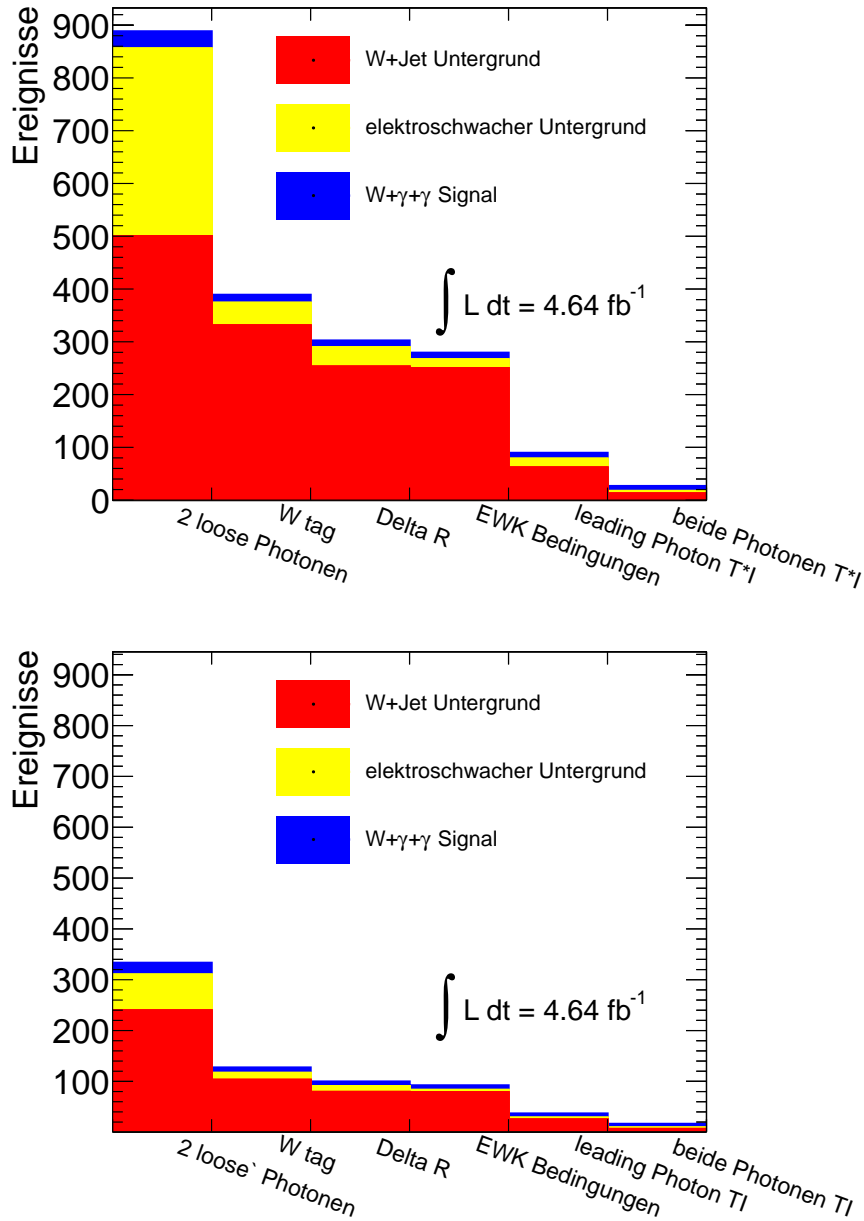 Ereignisse
900
800
700
600
500
400
300
200
100
0
W+Jet Untergrund
elektroschwacher Untergrund
W+γ+γ Signal
∫ L dt = 4.64 fb⁻¹
2 loose Photonen
W tag
Delta R
EWK Bedingungen
leading Photon T*I
beide Photonen T*I
Ereignisse
900
800
700
600
500
400
300
200
100
W+Jet Untergrund
elektroschwacher Untergrund
W+γ+γ Signal
∫ L dt = 4.64 fb⁻¹
2 loose` Photonen
W tag
Delta R
EWK Bedingungen
leading Photon TI
beide Photonen TI